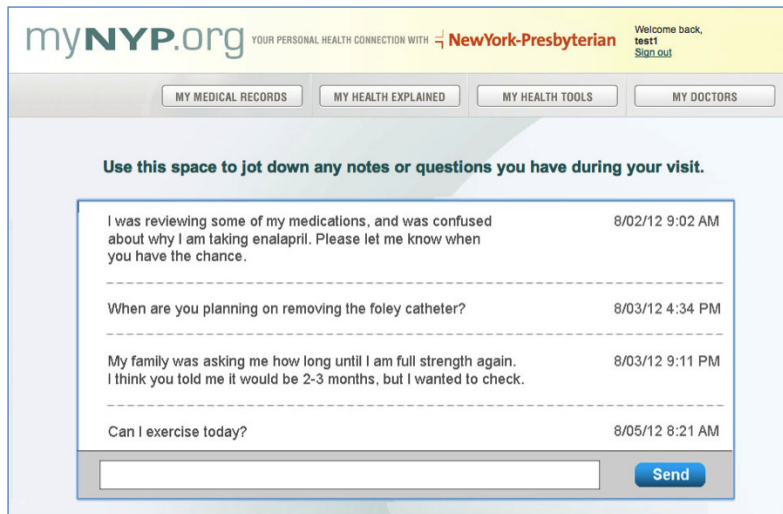 myNYP.org YOUR PERSONAL HEALTH CONNECTION WITH NewYork-Presbyterian
Welcome back,
test1
Sign out
MY MEDICAL RECORDS MY HEALTH EXPLAINED MY HEALTH TOOLS MY DOCTORS
Use this space to jot down any notes or questions you have during your visit.
I was reviewing some of my medications, and was confused 8/02/12 9:02 AM
about why I am taking enalapril. Please let me know when
you have the chance.
When are you planning on removing the foley catheter? 8/03/12 4:34 PM
My family was asking me how long until I am full strength again. 8/03/12 9:11 PM
I think you told me it would be 2-3 months, but I wanted to check.
Can I exercise today? 8/05/12 8:21 AM
Send